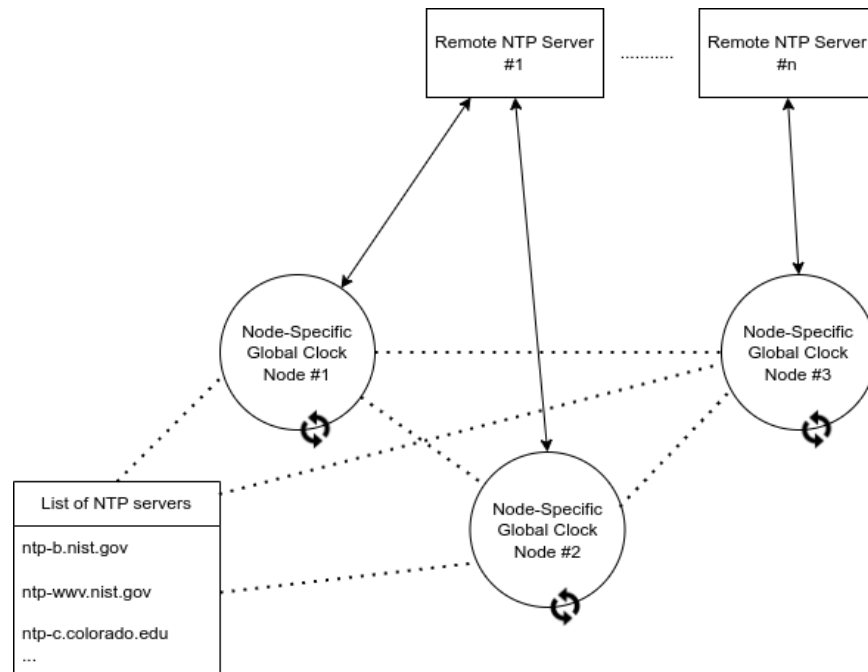 Remote NTP Server
#1
...........
Remote NTP Server
#n
Node-Specific
Global Clock
Node #1
Node-Specific
Global Clock
Node #3
Node-Specific
Global Clock
Node #2
List of NTP servers
ntp-b.nist.gov
ntp-wwv.nist.gov
ntp-c.colorado.edu
...